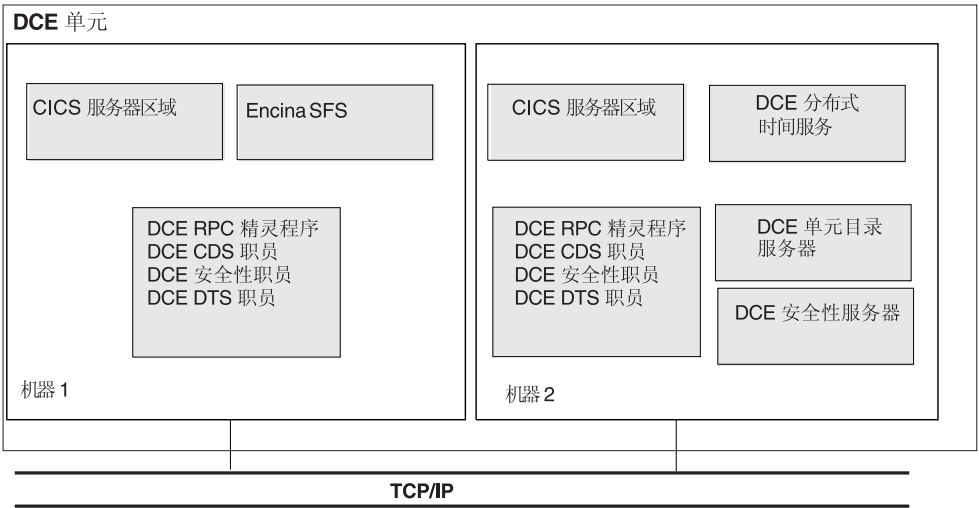 DCE 单元
CICS 服务器区域
Encina SFS
DCE RPC 精灵程序
DCE CDS 职员
DCE 安全性职员
DCE DTS 职员
机器 1
CICS 服务器区域
DCE 分布式
时间服务
DCE RPC 精灵程序
DCE CDS 职员
DCE 安全性职员
DCE DTS 职员
DCE 单元目录
服务器
DCE 安全性服务器
机器 2
TCP/IP